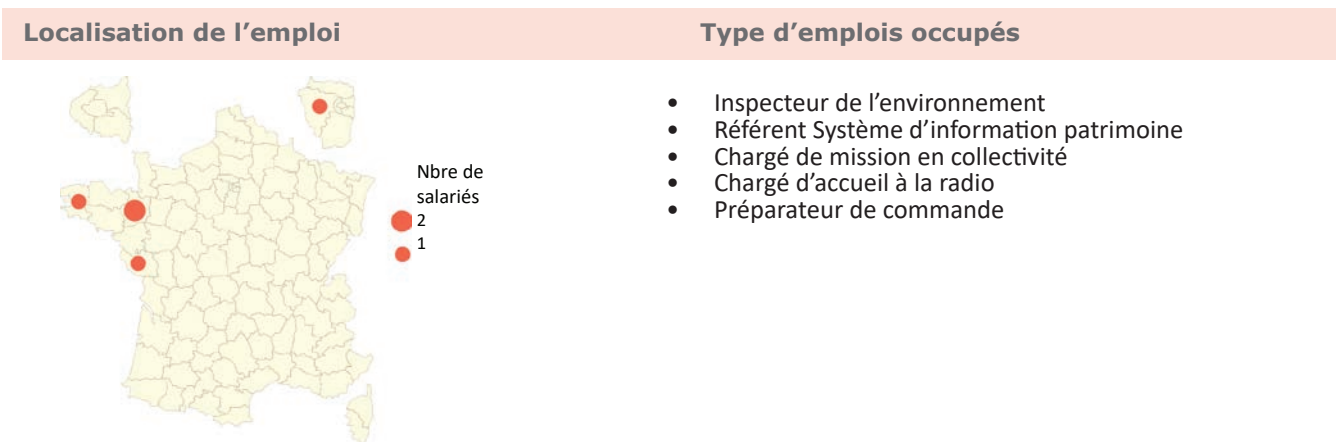 Localisation de l’emploi
Type d’emplois occupés
Nbre de
salariés
2
1
• Inspecteur de l’environnement
• Référent Système d’information patrimoine
• Chargé de mission en collectivité
• Chargé d’accueil à la radio
• Préparateur de commande